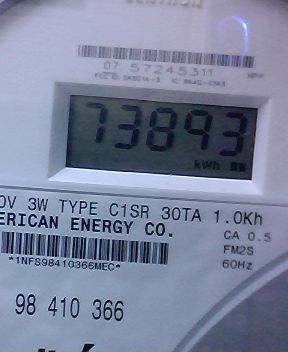 07 57245311
73893
kWh
0V 3W TYPE C1SR 30TA 1.0Kh
ERICAN ENERGY CO.
CA 0.5
FM2S
*1NFS98410366MEC*
60Hz
98 410 366